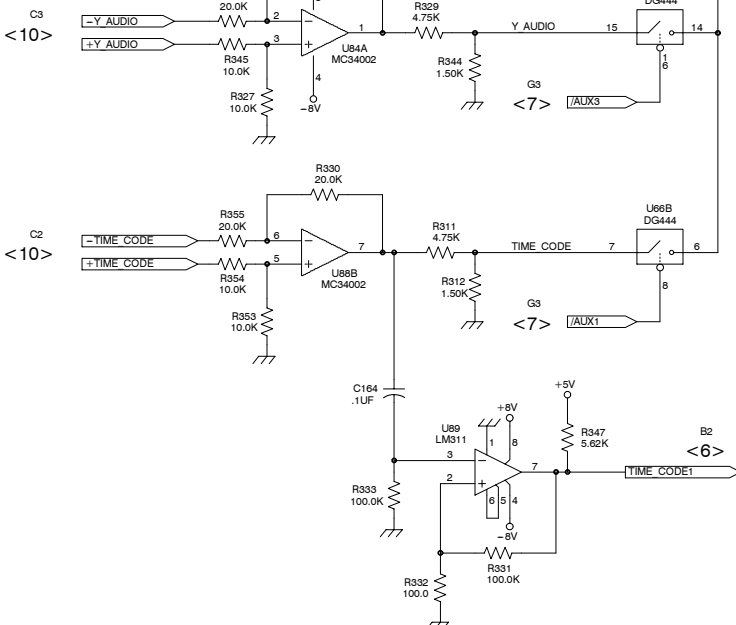 C3
<10>
-Y_AUDIO
+Y_AUDIO
20.0K
2
3
R345
10.0K
R327
10.0K
1
U84A
MC34002
4
-8V
R329
4.75K
R344
1.50K
Y_AUDIO
15
DG444
14
1
6
G3
<7>
/AUX3
C2
<10>
-TIME_CODE
+TIME_CODE
R355
20.0K
6
5
R354
10.0K
R353
10.0K
R330
20.0K
7
U88B
MC34002
R311
4.75K
R312
1.50K
TIME_CODE
7
U66B
DG444
6
8
G3
<7>
/AUX1
C164
.1UF
R333
100.0K
U89
LM311
3
2
1
+8V
8
7
6
5
4
-8V
+5V
R347
5.62K
B2
<6>
TIME_CODE1
R331
100.0K
R332
100.0